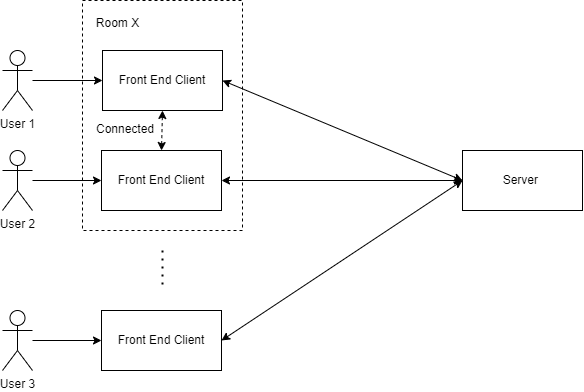 Room X
Front End Client
User 1
Connected
Front End Client
User 2
Server
Front End Client
User 3